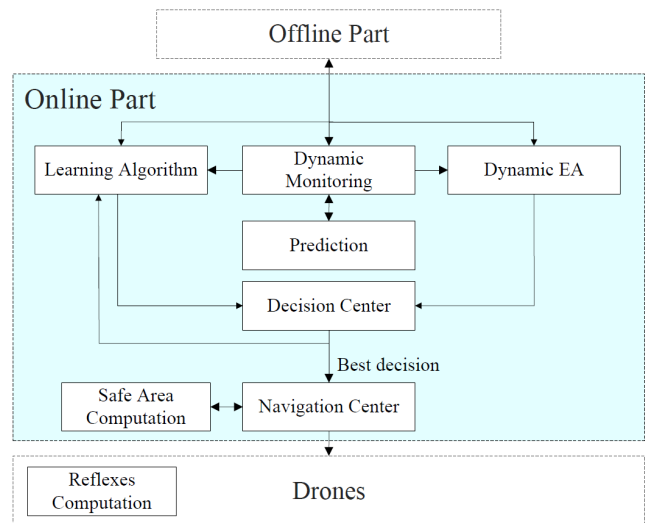 Offline Part
Online Part
Learning Algorithm
Dynamic
Monitoring
Dynamic EA
Prediction
Decision Center
Best decision
Safe Area
Computation
Navigation Center
Reflexes
Computation
Drones